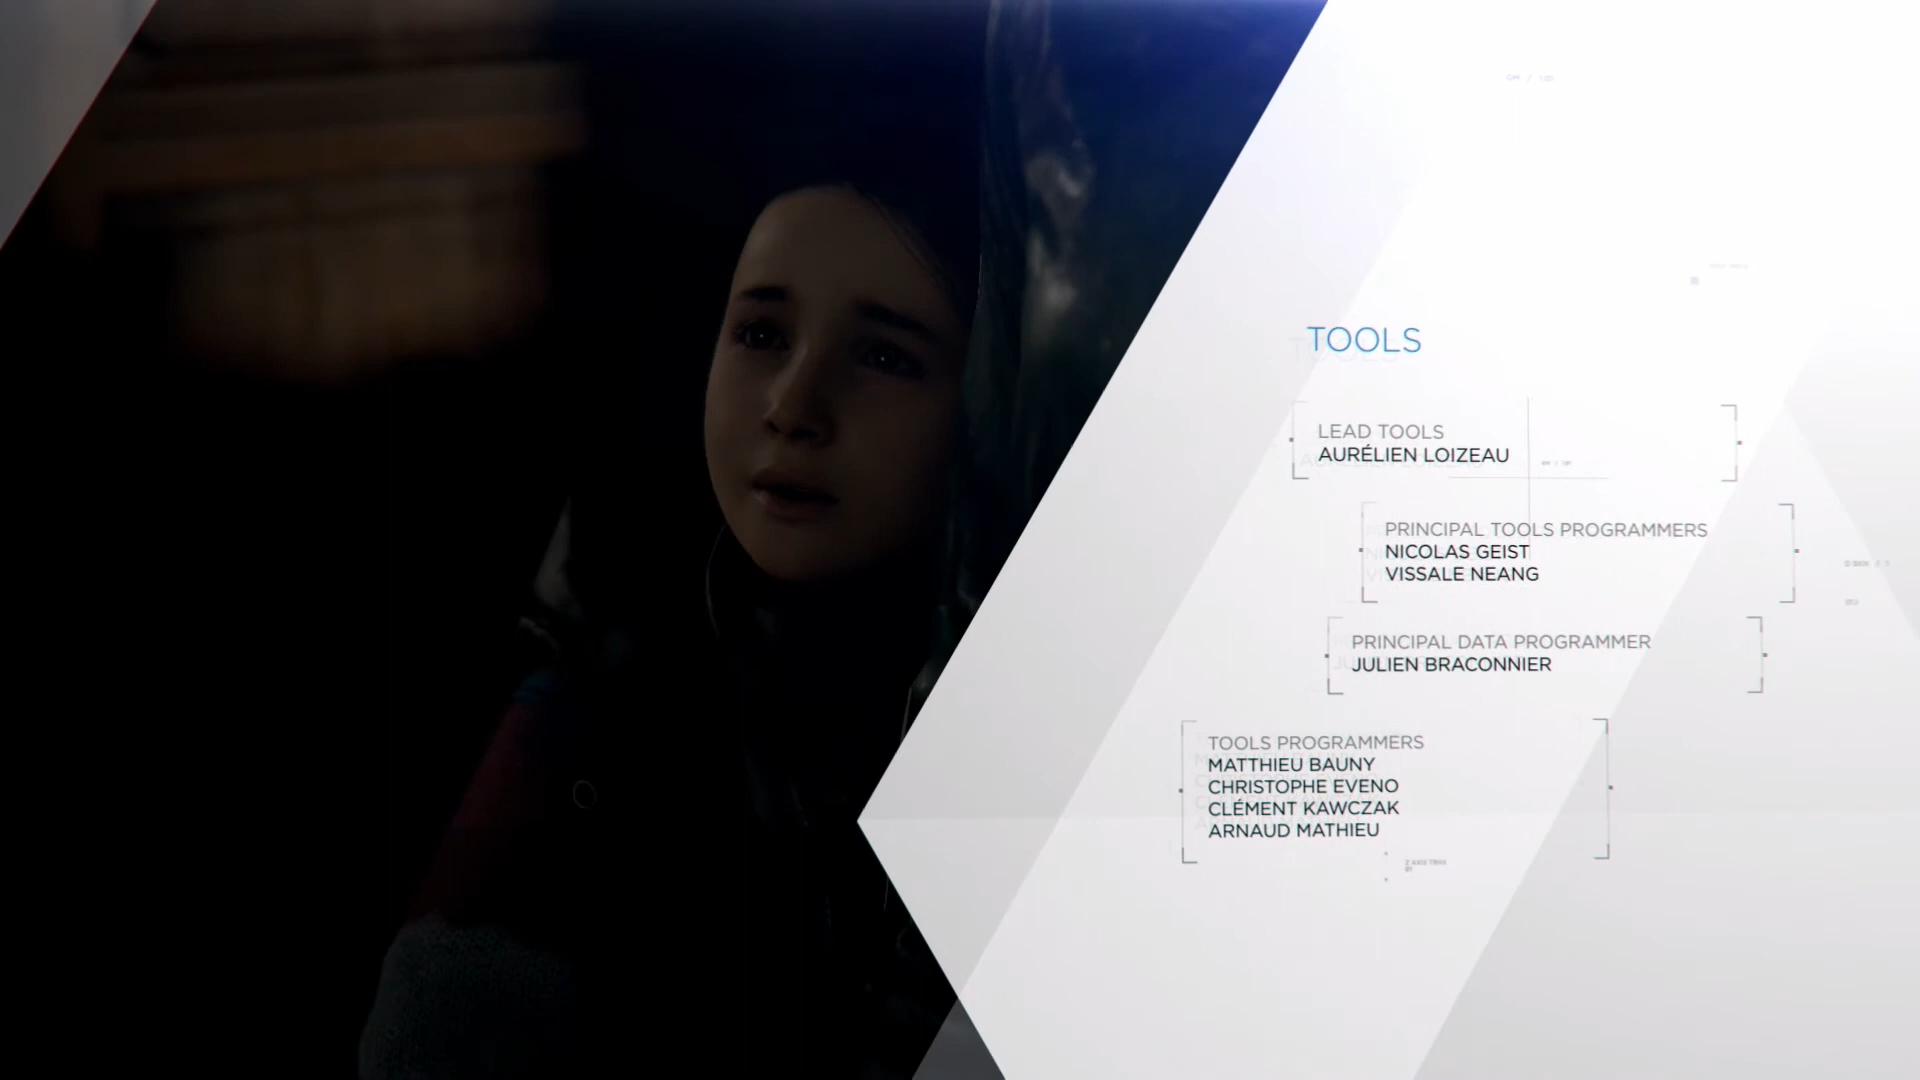 TOOLS
LEAD TOOLS
AURÉLIEN LOIZEAU
PRINCIPAL TOOLS PROGRAMMERS
NICOLAS GEIST
VISSALE NEANG
PRINCIPAL DATA PROGRAMMER
JULIEN BRACONNIER
TOOLS PROGRAMMERS
MATTHIEU BAUNY
CHRISTOPHE EVENO
CLÉMENT KAWCZAK
ARNAUD MATHIEU